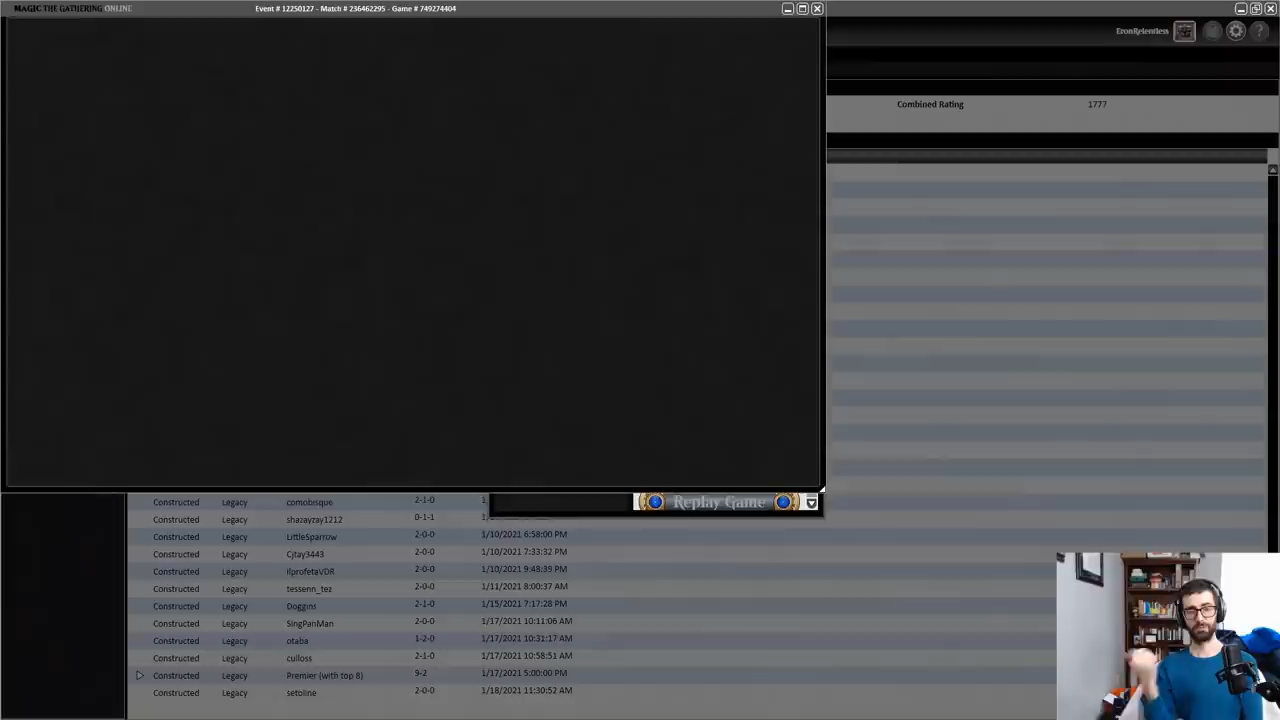 MAGIC THE GATHERING ONLINE
Event # 12250127 - Match # 236462295 - Game # 749274404
EronRelentless
Combined Rating 1777
Replay Game
Constructed Legacy comobisque 2-1-0
Constructed Legacy shazayzay1212 0-1-1
Constructed Legacy LittleSparrow 2-0-0 1/10/2021 6:58:00 PM
Constructed Legacy Cjtay3443 2-0-0 1/10/2021 7:33:32 PM
Constructed Legacy ilprofetaVDR 2-0-0 1/10/2021 9:48:39 PM
Constructed Legacy tessenn_tez 2-0-0 1/11/2021 8:00:37 AM
Constructed Legacy Doggins 2-1-0 1/15/2021 7:17:28 PM
Constructed Legacy SingPanMan 2-0-0 1/17/2021 10:11:06 AM
Constructed Legacy otaba 1-2-0 1/17/2021 10:31:17 AM
Constructed Legacy culloss 2-1-0 1/17/2021 10:58:51 AM
Constructed Legacy Premier (with top 8) 9-2 1/17/2021 5:00:00 PM
Constructed Legacy setoline 2-0-0 1/18/2021 11:30:52 AM